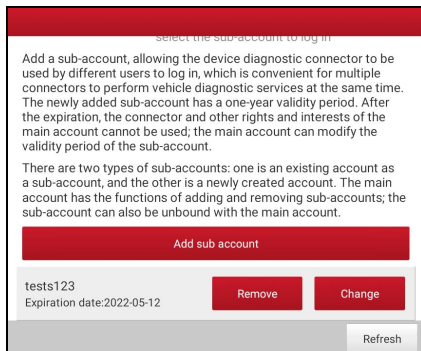 select the sub-account to log in
Add a sub-account, allowing the device diagnostic connector to be
used by different users to log in, which is convenient for multiple
connectors to perform vehicle diagnostic services at the same time.
The newly added sub-account has a one-year validity period. After
the expiration, the connector and other rights and interests of the
main account cannot be used; the main account can modify the
validity period of the sub-account.
There are two types of sub-accounts: one is an existing account as
a sub-account, and the other is a newly created account. The main
account has the functions of adding and removing sub-accounts; the
sub-account can also be unbound with the main account.
Add sub account
tests123
Expiration date:2022-05-12
Remove
Change
Refresh